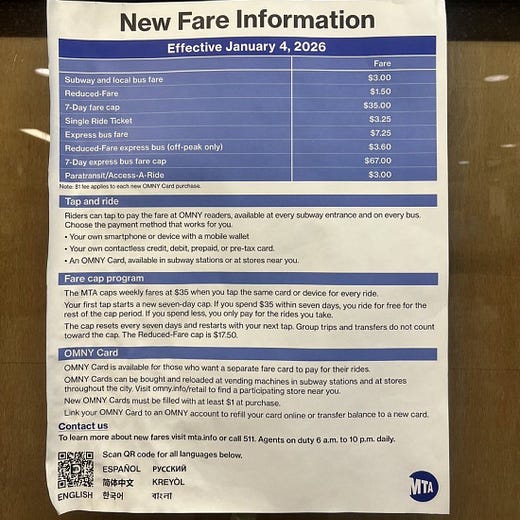 New Fare Information
Effective January 4, 2026
Fare
Subway and local bus fare $3.00
Reduced-Fare $1.50
7-Day fare cap $35.00
Single Ride Ticket $3.25
Express bus fare $7.25
Reduced-Fare express bus (off-peak only) $3.60
7-Day express bus fare cap $67.00
Paratransit/Access-A-Ride $3.00
Note: $1 fee applies to each new OMNY Card purchase.
Tap and ride
Riders can tap to pay the fare at OMNY readers, available at every subway entrance and on every bus.
Choose the payment method that works for you.
• Your own smartphone or device with a mobile wallet
• Your own contactless credit, debit, prepaid, or pre-tax card.
• An OMNY Card, available in subway stations or at stores near you.
Fare cap program
The MTA caps weekly fares at $35 when you tap the same card or device for every ride.
Your first tap starts a new seven-day cap. If you spend $35 within seven days, you ride for free for the
rest of the cap period. If you spend less, you only pay for the rides you take.
The cap resets every seven days and restarts with your next tap. Group trips and transfers do not count
toward the cap. The Reduced-Fare cap is $17.50.
OMNY Card
OMNY Card is available for those who want a separate fare card to pay for their rides.
OMNY Cards can be bought and reloaded at vending machines in subway stations and at stores
throughout the city. Visit omny.info/retail to find a participating store near you.
New OMNY Cards must be filled with at least $1 at purchase.
Link your OMNY Card to an OMNY account to refill your card online or transfer balance to a new card.
Contact us
To learn more about new fares visit mta.info or call 511. Agents on duty 6 a.m. to 10 p.m. daily.
Scan QR code for all languages below.
ESPAÑOL РУССКИЙ
简体中文 KREYÒL
ENGLISH 한국어 বাংলা
MTA